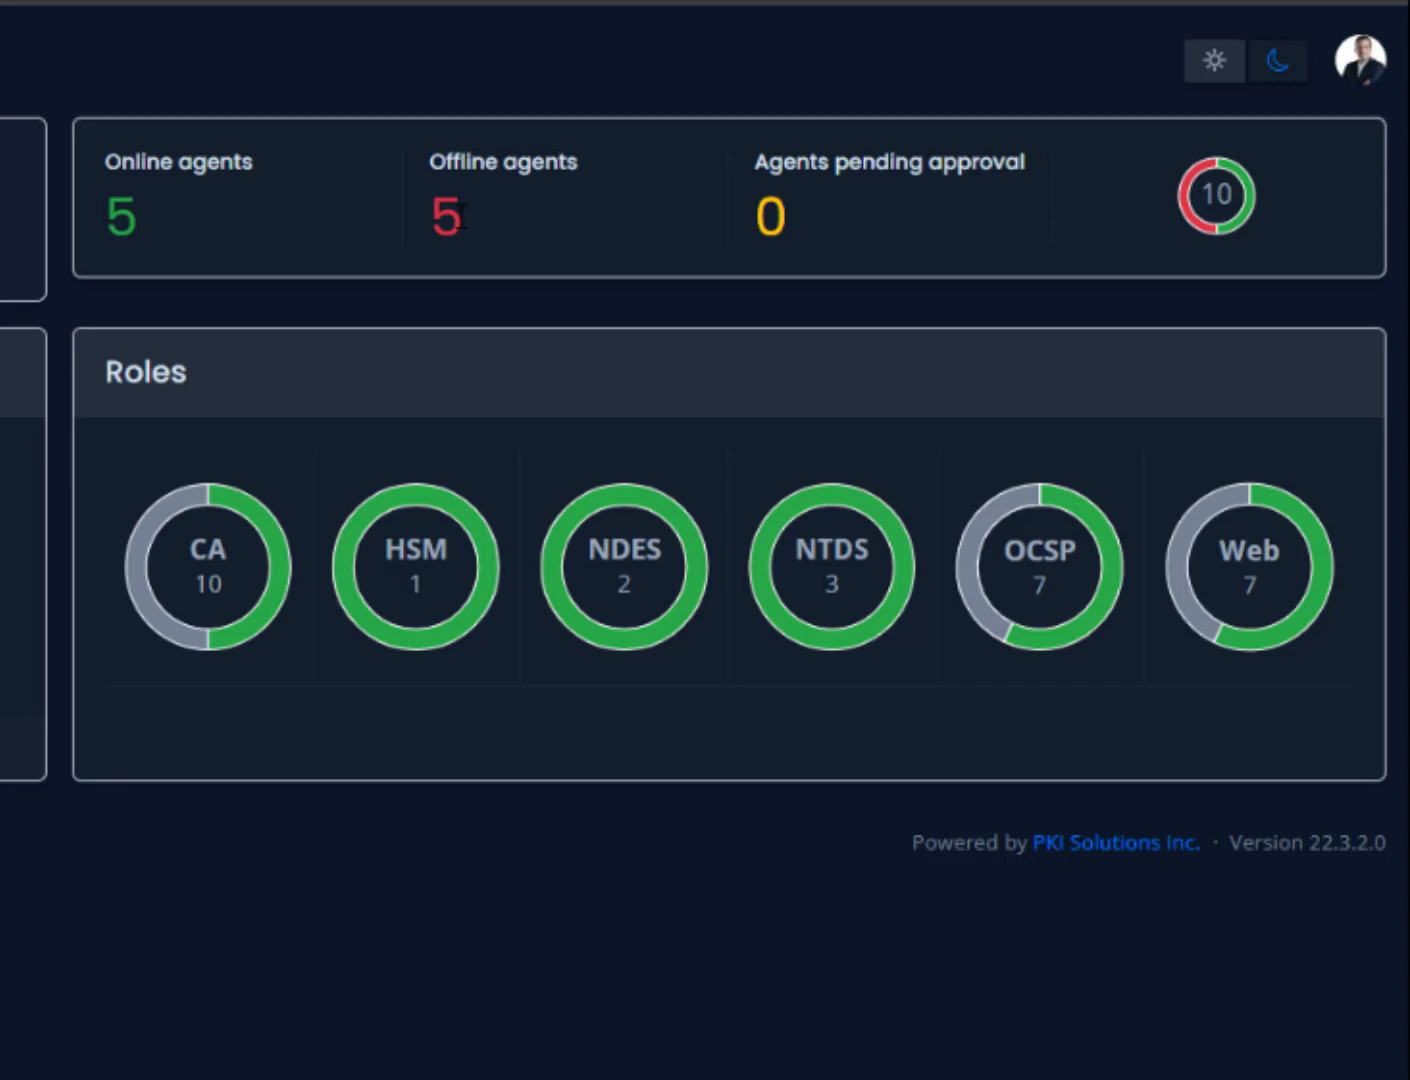 Online agents
5
Offline agents
5
Agents pending approval
0
10
Roles
CA
10
HSM
1
NDES
2
NTDS
3
OCSP
7
Web
7
Powered by PKI Solutions Inc. · Version 22.3.2.0